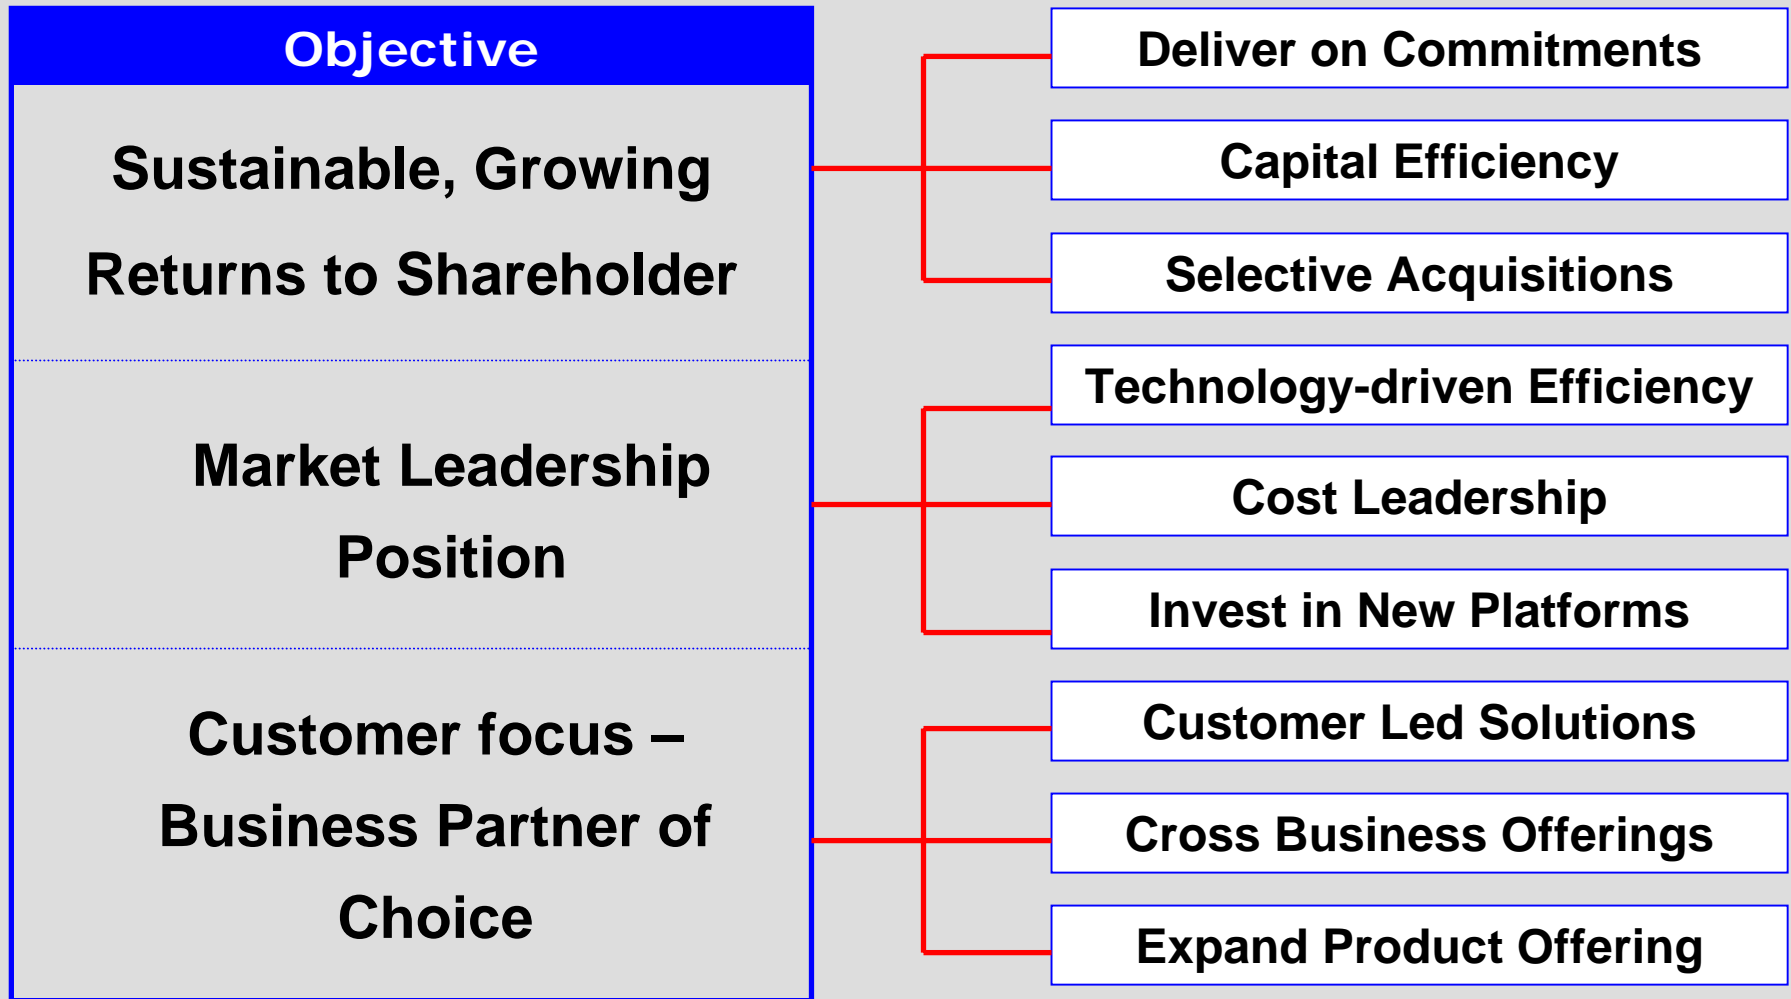 Objective
Sustainable, Growing
Returns to Shareholder
Market Leadership
Position
Customer focus –
Business Partner of
Choice
Deliver on Commitments
Capital Efficiency
Selective Acquisitions
Technology-driven Efficiency
Cost Leadership
Invest in New Platforms
Customer Led Solutions
Cross Business Offerings
Expand Product Offering